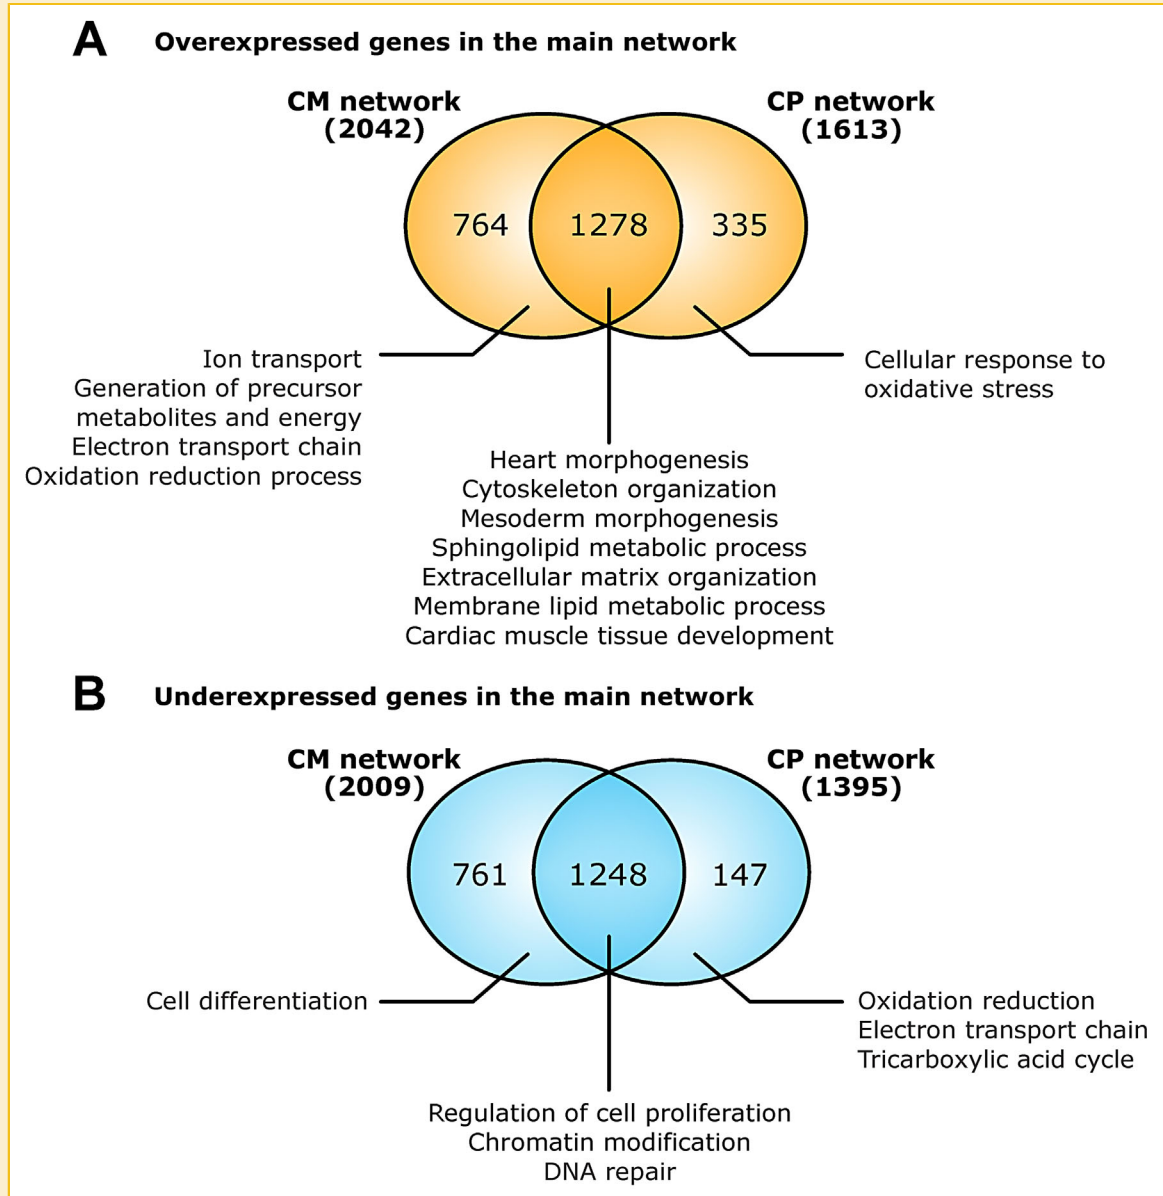 A Overexpressed genes in the main network
CM network
(2042)
CP network
(1613)
764
1278
335
Ion transport
Generation of precursor
metabolites and energy
Electron transport chain
Oxidation reduction process
Cellular response to
oxidative stress
Heart morphogenesis
Cytoskeleton organization
Mesoderm morphogenesis
Sphingolipid metabolic process
Extracellular matrix organization
Membrane lipid metabolic process
Cardiac muscle tissue development
B Underexpressed genes in the main network
CM network
(2009)
CP network
(1395)
761
1248
147
Cell differentiation
Oxidation reduction
Electron transport chain
Tricarboxylic acid cycle
Regulation of cell proliferation
Chromatin modification
DNA repair